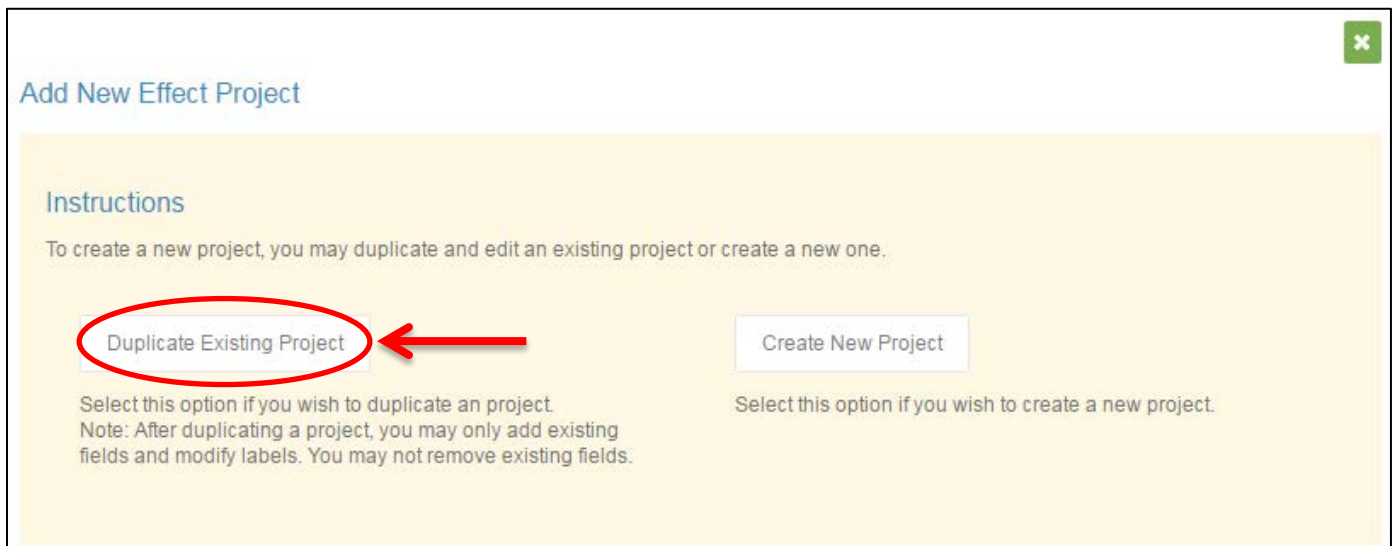 Add New Effect Project
Instructions
To create a new project, you may duplicate and edit an existing project or create a new one.
Duplicate Existing Project
Select this option if you wish to duplicate an project.
Note: After duplicating a project, you may only add existing
fields and modify labels. You may not remove existing fields.
Create New Project
Select this option if you wish to create a new project.